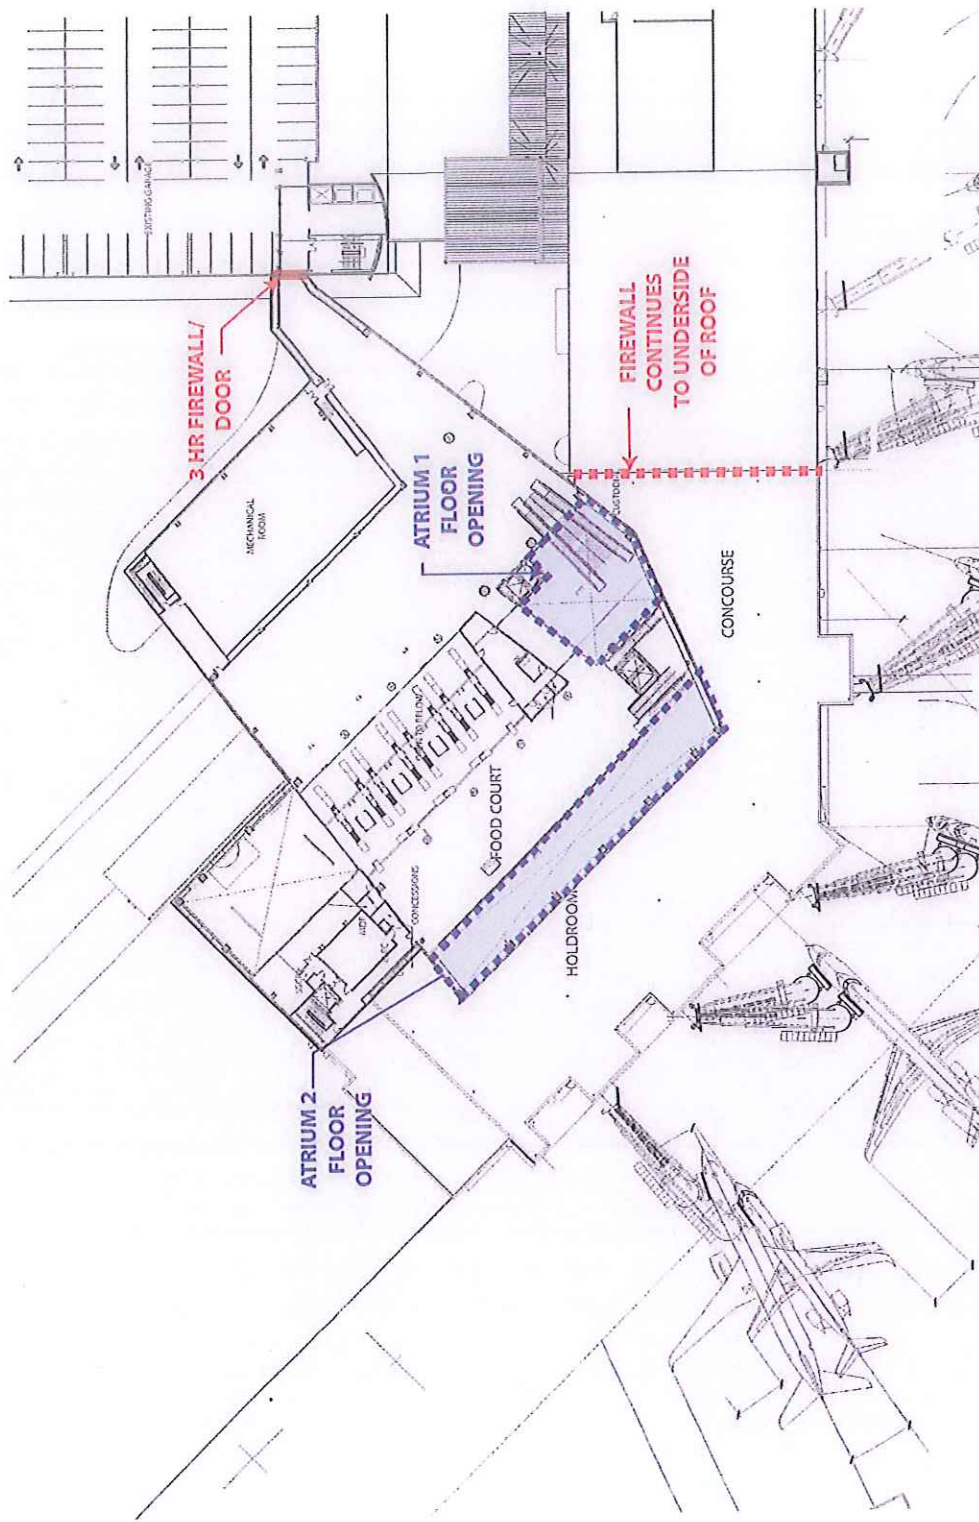 EXISTING GARAGE
3 HR FIREWALL/
DOOR
FIREWALL
CONTINUES
TO UNDERSIDE
OF ROOF
MECHANICAL
ROOM
ATRIUM 1
FLOOR
OPENING
CONCOURSE
FOOD COURT
CONCESSIONS
HOLDROOM
ATRIUM 2
FLOOR
OPENING